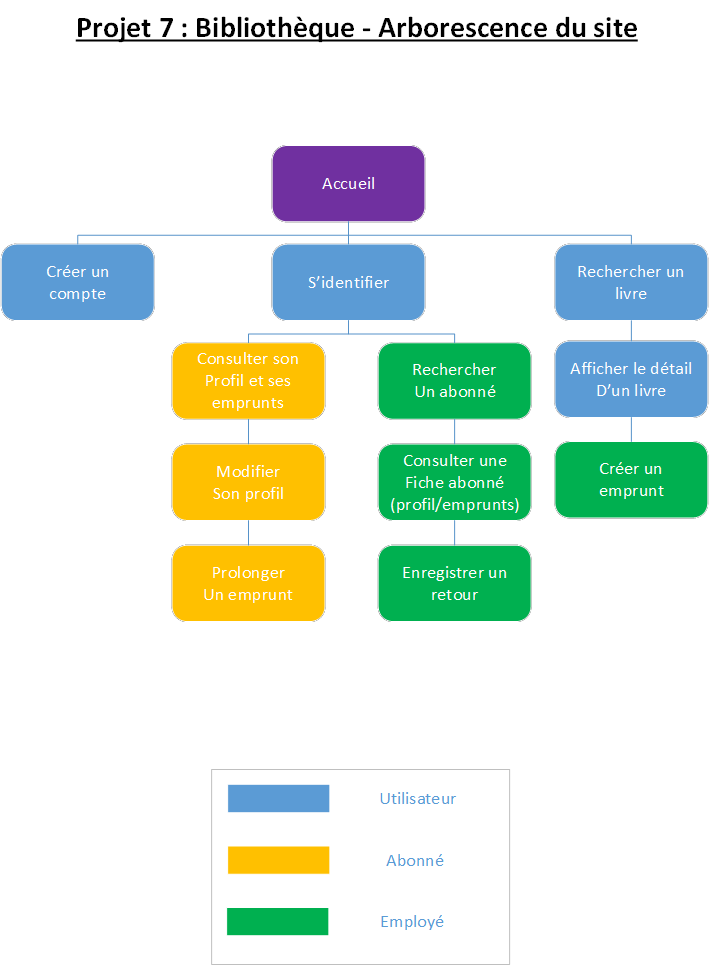 Projet 7 : Bibliothèque - Arborescence du site
Accueil
Créer un
compte
S'identifier
Rechercher un
livre
Consulter son
Profil et ses
emprunts
Rechercher
Un abonné
Afficher le détail
D'un livre
Modifier
Son profil
Consulter une
Fiche abonné
(profil/emprunts)
Créer un
emprunt
Prolonger
Un emprunt
Enregistrer un
retour
Utilisateur
Abonné
Employé